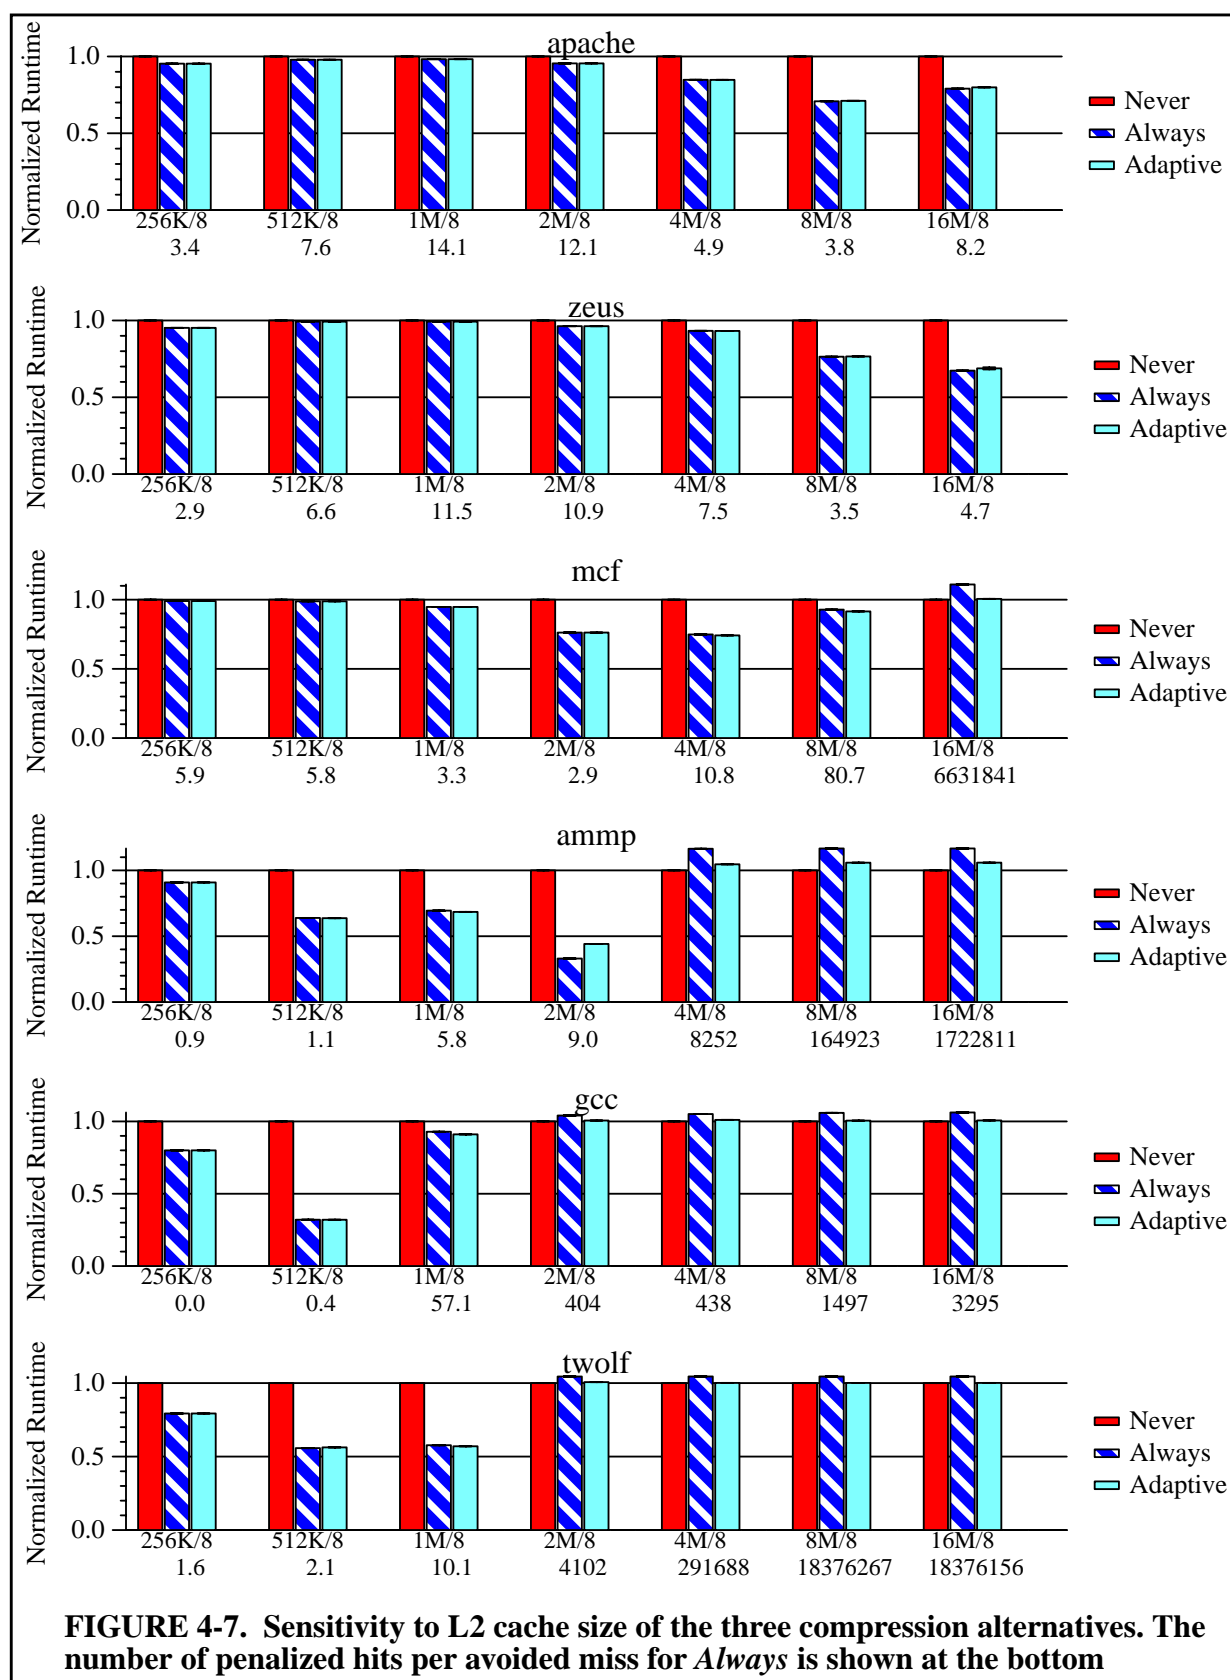 apache
Normalized Runtime
1.0
0.5
0.0
256K/8 512K/8 1M/8 2M/8 4M/8 8M/8 16M/8
3.4 7.6 14.1 12.1 4.9 3.8 8.2
Never
Always
Adaptive
zeus
Normalized Runtime
1.0
0.5
0.0
256K/8 512K/8 1M/8 2M/8 4M/8 8M/8 16M/8
2.9 6.6 11.5 10.9 7.5 3.5 4.7
Never
Always
Adaptive
mcf
Normalized Runtime
1.0
0.5
0.0
256K/8 512K/8 1M/8 2M/8 4M/8 8M/8 16M/8
5.9 5.8 3.3 2.9 10.8 80.7 6631841
Never
Always
Adaptive
ammp
Normalized Runtime
1.0
0.5
0.0
256K/8 512K/8 1M/8 2M/8 4M/8 8M/8 16M/8
0.9 1.1 5.8 9.0 8252 164923 1722811
Never
Always
Adaptive
gcc
Normalized Runtime
1.0
0.5
0.0
256K/8 512K/8 1M/8 2M/8 4M/8 8M/8 16M/8
0.0 0.4 57.1 404 438 1497 3295
Never
Always
Adaptive
twolf
Normalized Runtime
1.0
0.5
0.0
256K/8 512K/8 1M/8 2M/8 4M/8 8M/8 16M/8
1.6 2.1 10.1 4102 291688 18376267 18376156
Never
Always
Adaptive
FIGURE 4-7. Sensitivity to L2 cache size of the three compression alternatives. The
number of penalized hits per avoided miss for Always is shown at the bottom